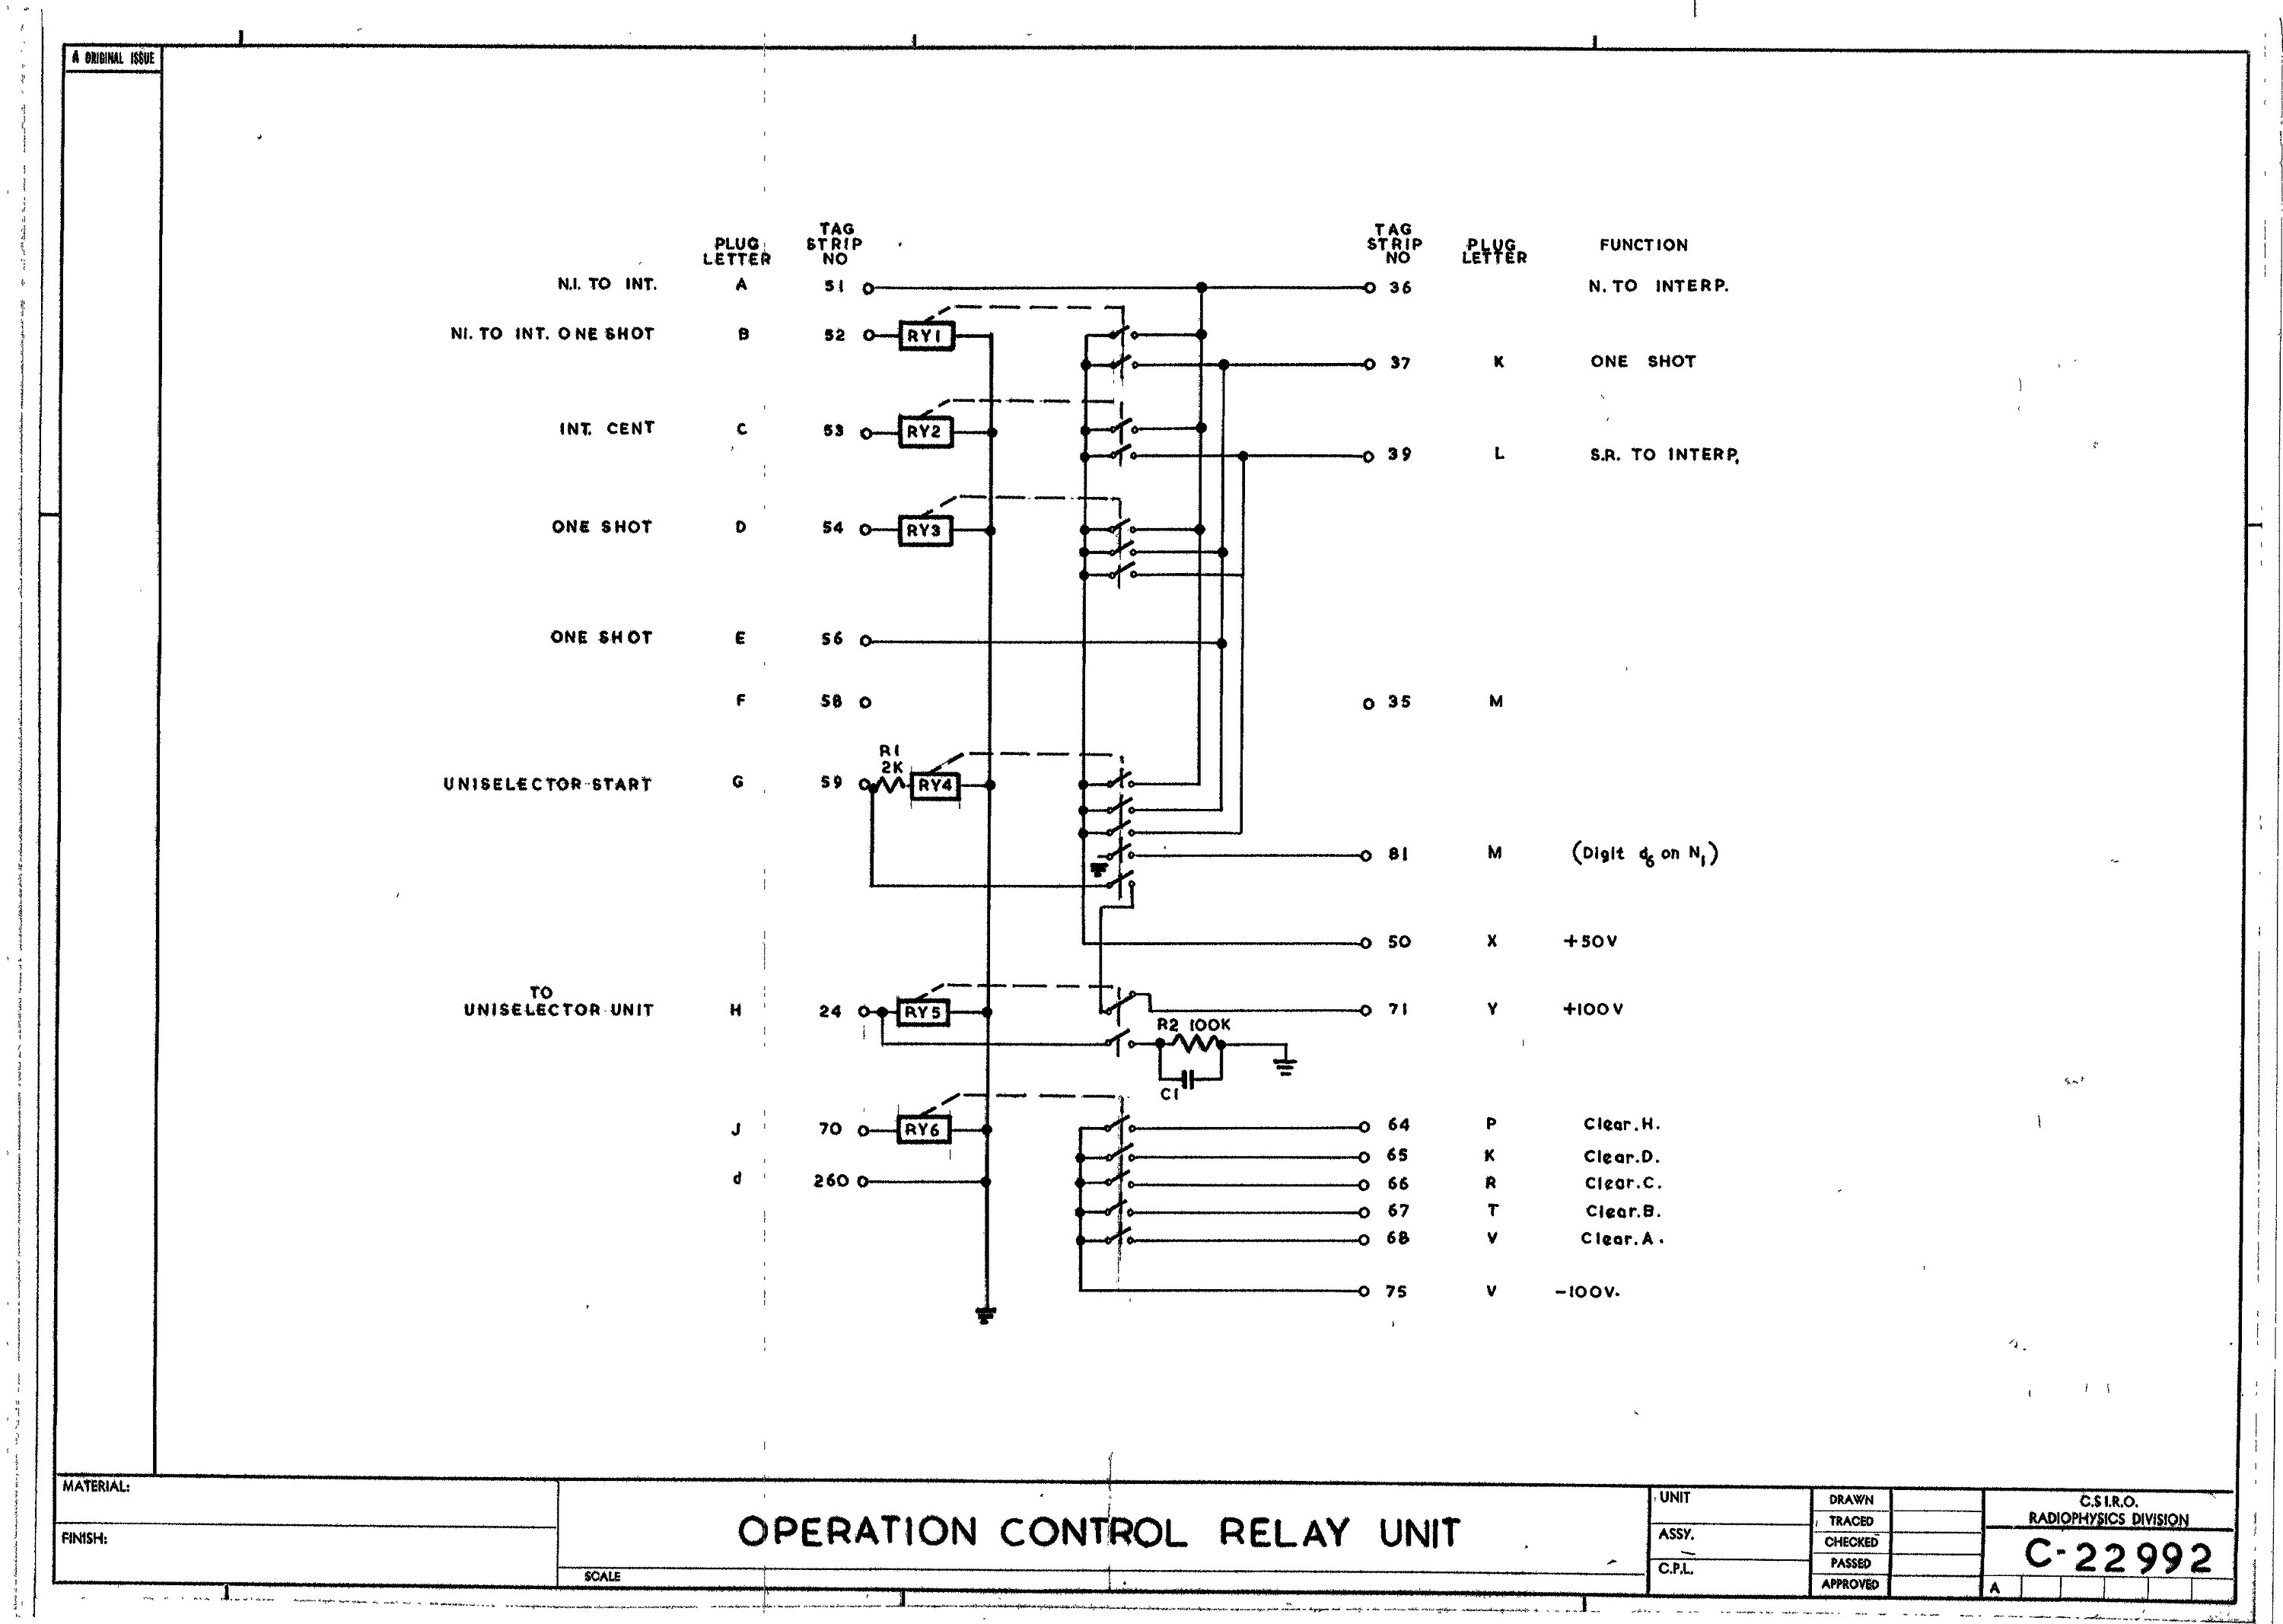 A ORIGINAL ISSUE
PLUG LETTER
TAG STRIP NO
TAG STRIP NO
PLUG LETTER
FUNCTION
N.I. TO INT. A 51 36 N. TO INTERP.
NI. TO INT. ONE SHOT B 52 RY1
37 K ONE SHOT
INT. CENT C 53 RY2
39 L S.R. TO INTERP.
ONE SHOT D 54 RY3
ONE SHOT E 56
F 58 35 M
R1
2K
UNISELECTOR START G 59 RY4
81 M (Digit d6 on N1)
50 X +50V
TO
UNISELECTOR UNIT H 24 RY5 71 Y +100V
R2 100K
C1
J 70 RY6 64 P Clear.H.
65 K Clear.D.
d 260 66 R Clear.C.
67 T Clear.B.
68 V Clear.A.
75 V -100V.
MATERIAL:
FINISH:
OPERATION CONTROL RELAY UNIT
SCALE
UNIT
ASSY.
C.P.L.
DRAWN
TRACED
CHECKED
PASSED
APPROVED
C.S.I.R.O.
RADIOPHYSICS DIVISION
C-22992
A